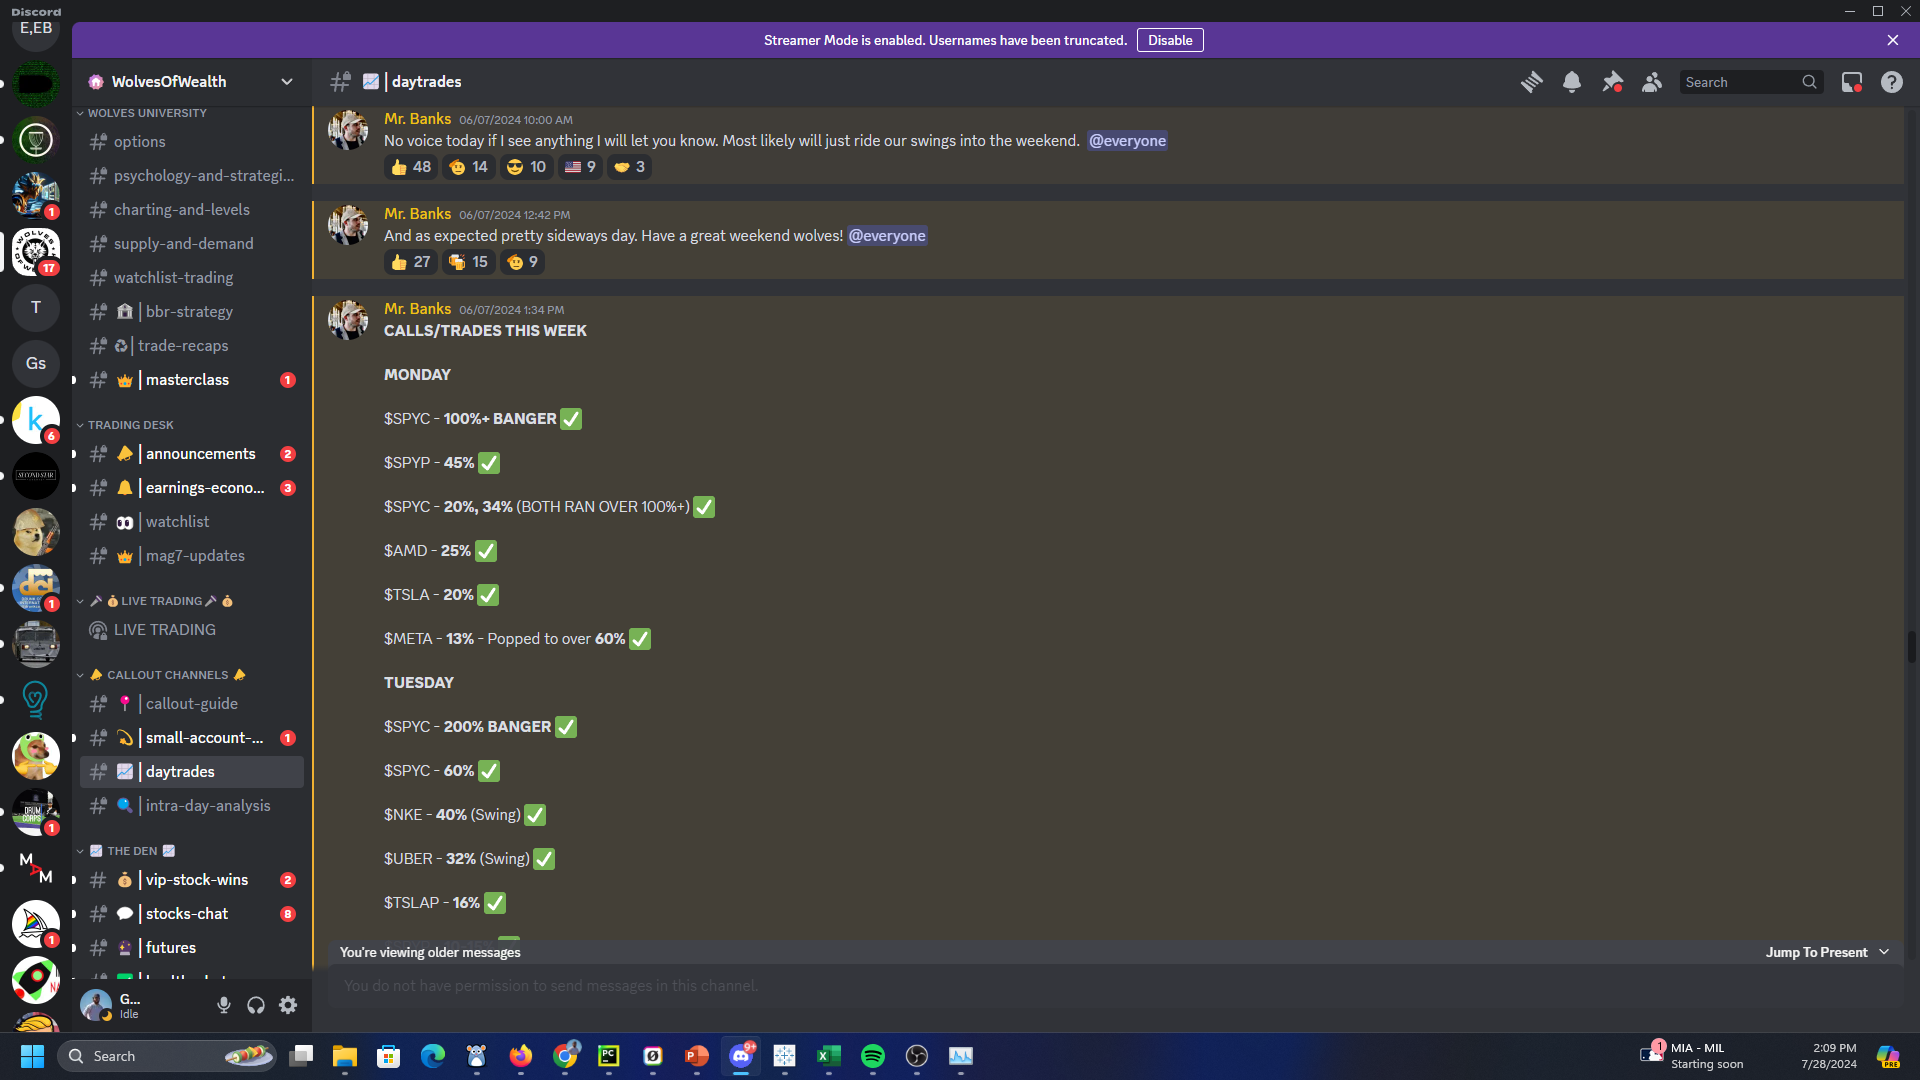 Discord
E,EB
Streamer Mode is enabled. Usernames have been truncated.
Disable
WolvesOfWealth
| daytrades
Search
WOLVES UNIVERSITY
options
psychology-and-strategi...
charting-and-levels
supply-and-demand
watchlist-trading
| bbr-strategy
| trade-recaps
| masterclass
1
TRADING DESK
| announcements
2
| earnings-econo...
3
| watchlist
| mag7-updates
LIVE TRADING
LIVE TRADING
CALLOUT CHANNELS
| callout-guide
| small-account-...
1
| daytrades
| intra-day-analysis
THE DEN
| vip-stock-wins
2
| stocks-chat
8
futures
1
17
T
Gs
k
6
1
1
M A M
1
G...
Idle
Mr. Banks 06/07/2024 10:00 AM
No voice today if I see anything I will let you know. Most likely will just ride our swings into the weekend. @everyone
48 14 10 9 3
Mr. Banks 06/07/2024 12:42 PM
And as expected pretty sideways day. Have a great weekend wolves! @everyone
27 15 9
Mr. Banks 06/07/2024 1:34 PM
CALLS/TRADES THIS WEEK
MONDAY
$SPYC - 100%+ BANGER
$SPYP - 45%
$SPYC - 20%, 34% (BOTH RAN OVER 100%+)
$AMD - 25%
$TSLA - 20%
$META - 13% - Popped to over 60%
TUESDAY
$SPYC - 200% BANGER
$SPYC - 60%
$NKE - 40% (Swing)
$UBER - 32% (Swing)
$TSLAP - 16%
You're viewing older messages
Jump To Present
You do not have permission to send messages in this channel.
Search
PC
9+
1
MIA - MIL
Starting soon
2:09 PM
7/28/2024
PRE